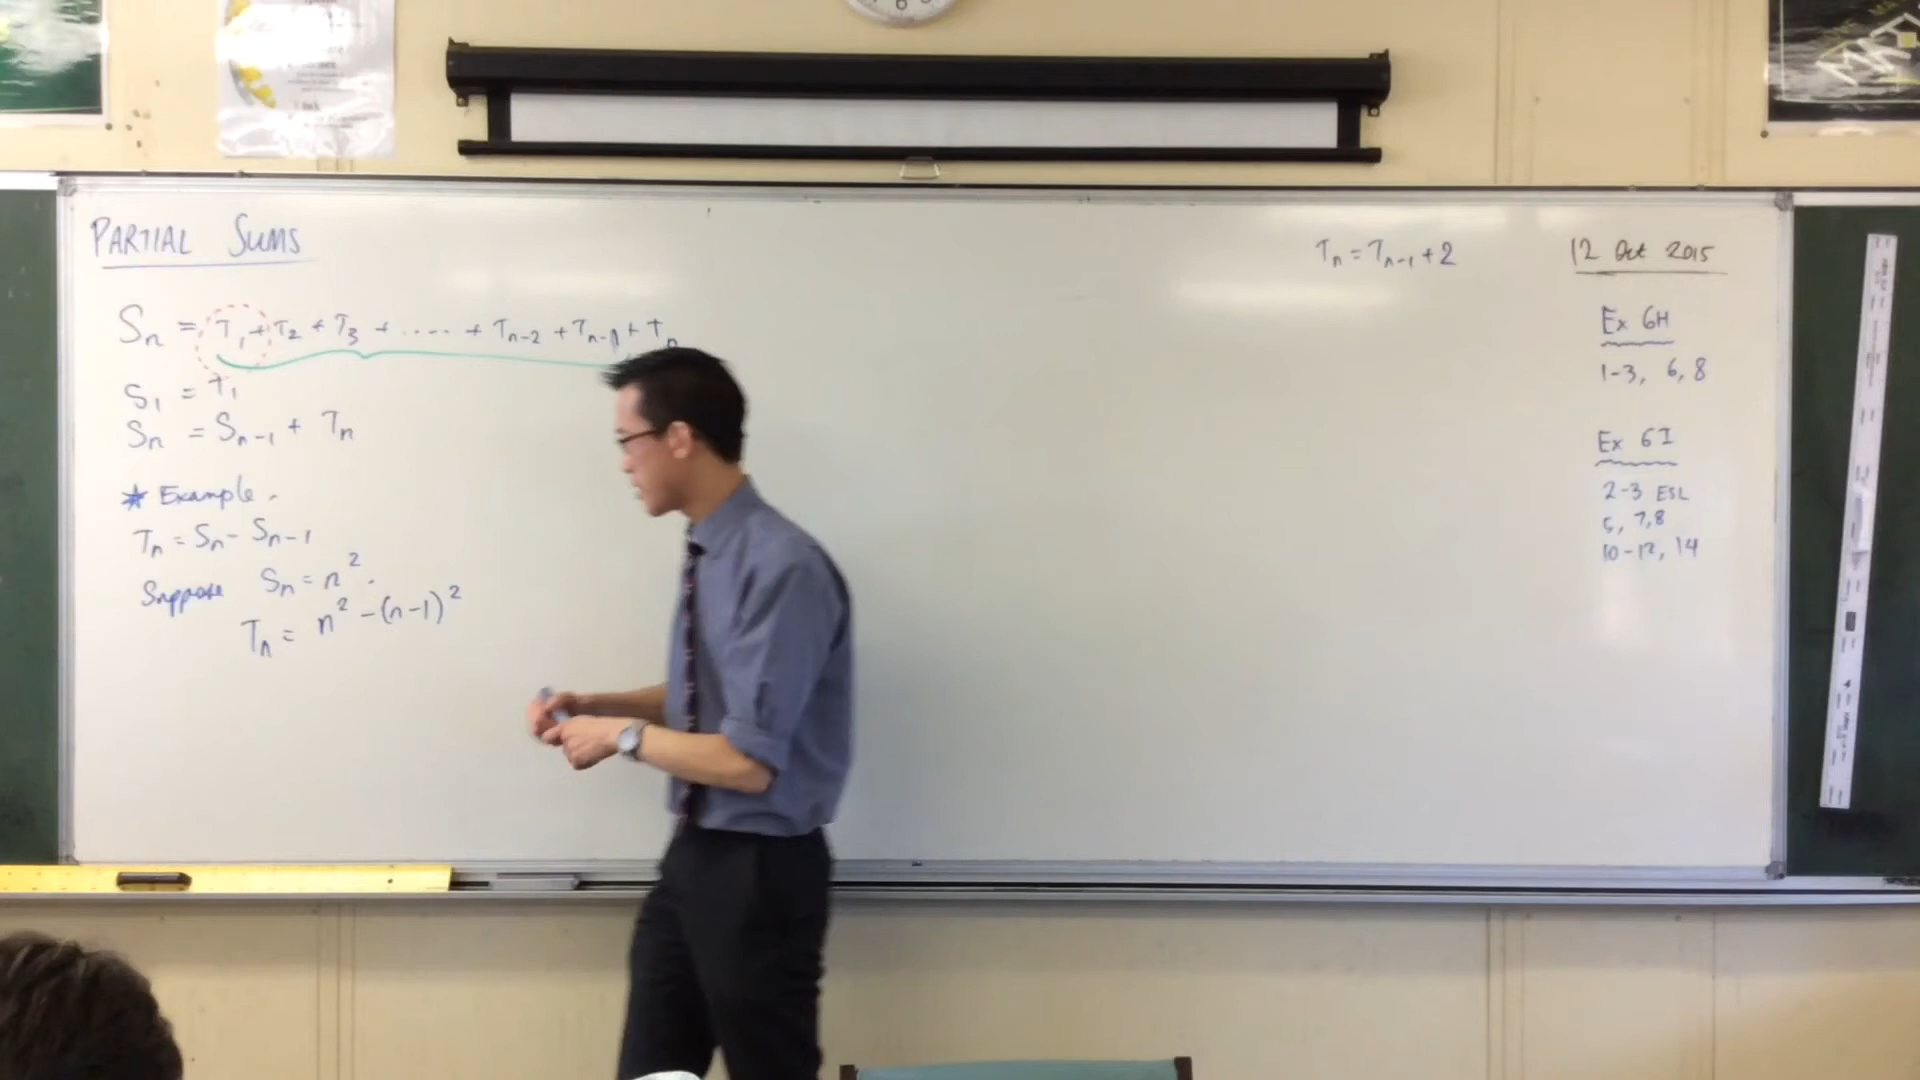 PARTIAL SUMS
Sₙ = T₁ + T₂ + T₃ + ..... + Tₙ₋₂ + Tₙ₋₁ + Tₙ
S₁ = T₁
Sₙ = Sₙ₋₁ + Tₙ
* Example.
Tₙ = Sₙ - Sₙ₋₁
Suppose Sₙ = n².
Tₙ = n² - (n-1)²
Tₙ = Tₙ₋₁ + 2
12 Oct 2015
Ex 6H
1-3, 6, 8
Ex 6I
2-3 ESL
5, 7, 8
10-12, 14